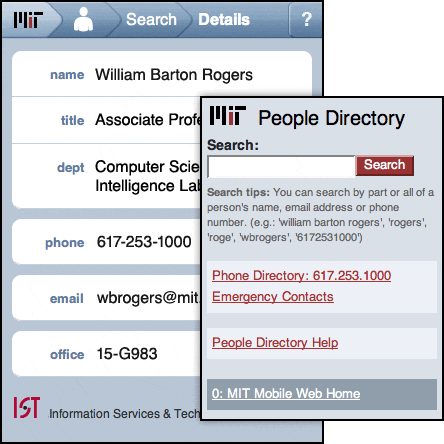 MIT Search Details ?
name William Barton Rogers
title Associate Profe
dept Computer Scie
Intelligence Lab
phone 617-253-1000
email wbrogers@mit.
office 15-G983
IST Information Services & Tech
MIT People Directory
Search:
Search
Search tips: You can search by part or all of a
person's name, email address or phone
number. (e.g.: 'william barton rogers', 'rogers',
'roge', 'wbrogers', '6172531000')
Phone Directory: 617.253.1000
Emergency Contacts
People Directory Help
0: MIT Mobile Web Home